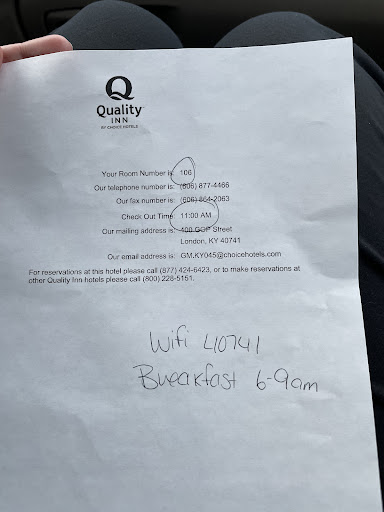 Q
Quality
INN
BY CHOICE HOTELS
Your Room Number is: 106
Our telephone number is: (606) 877-4466
Our fax number is: (606) 864-2063
Check Out Time: 11:00 AM
Our mailing address is: 400 GOP Street
London, KY 40741
Our email address is: GM.KY045@choicehotels.com
For reservations at this hotel please call (877) 424-6423, or to make reservations at
other Quality Inn hotels please call (800) 228-5151.
Wifi 40741
Breakfast 6-9am